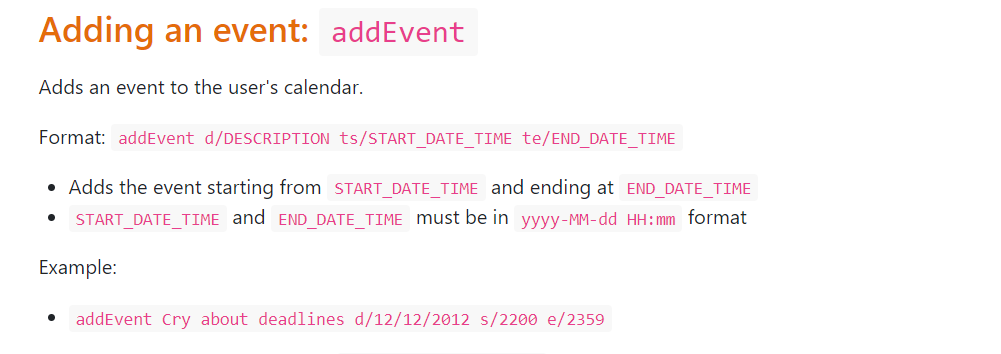 Adding an event: addEvent
Adds an event to the user's calendar.
Format: addEvent d/DESCRIPTION ts/START_DATE_TIME te/END_DATE_TIME
• Adds the event starting from START_DATE_TIME and ending at END_DATE_TIME
• START_DATE_TIME and END_DATE_TIME must be in yyyy-MM-dd HH:mm format
Example:
• addEvent Cry about deadlines d/12/12/2012 s/2200 e/2359